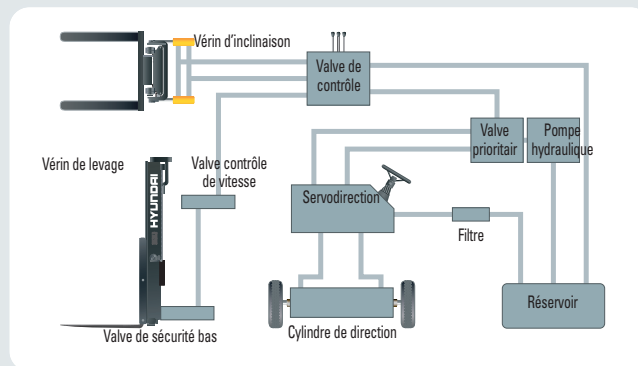 Vérin d'inclinaison
Valve de
contrôle
Valve
prioritair
Pompe
hydraulique
Vérin de levage
Valve contrôle
de vitesse
HYUNDAI
Servodirection
Filtre
Réservoir
Valve de sécurité bas
Cylindre de direction